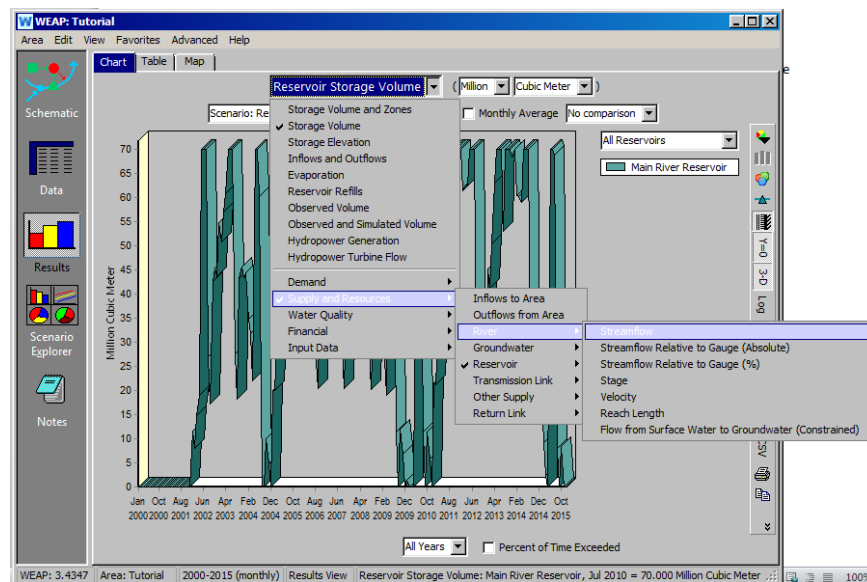 WEAP: Tutorial
Area Edit View Favorites Advanced Help
Chart Table Map
Schematic
Data
Results
Scenario
Explorer
Notes
Reservoir Storage Volume ( Million Cubic Meter )
Scenario: Re
Monthly Average No comparison
All Reservoirs
Main River Reservoir
Storage Volume and Zones
Storage Volume
Storage Elevation
Inflows and Outflows
Evaporation
Reservoir Refills
Observed Volume
Observed and Simulated Volume
Hydropower Generation
Hydropower Turbine Flow
Demand
Supply and Resources
Water Quality
Financial
Input Data
Inflows to Area
Outflows from Area
River
Groundwater
Reservoir
Transmission Link
Other Supply
Return Link
Streamflow
Streamflow Relative to Gauge (Absolute)
Streamflow Relative to Gauge (%)
Stage
Velocity
Reach Length
Flow from Surface Water to Groundwater (Constrained)
Y=0
3-D
Log
CSV
Million Cubic Meter
70
65
60
55
50
45
40
35
30
25
20
15
10
5
0
Jan Oct Aug Jun Apr Feb Dec Oct Aug Jun Apr Feb Dec Oct Aug Jun Apr Feb Dec Oct
2000 2000 2001 2002 2003 2004 2004 2005 2006 2007 2008 2009 2009 2010 2011 2012 2013 2014 2014 2015
All Years Percent of Time Exceeded
WEAP: 3.4347 Area: Tutorial 2000-2015 (monthly) Results View Reservoir Storage Volume: Main River Reservoir, Jul 2010 = 70.000 Million Cubic Meter
e